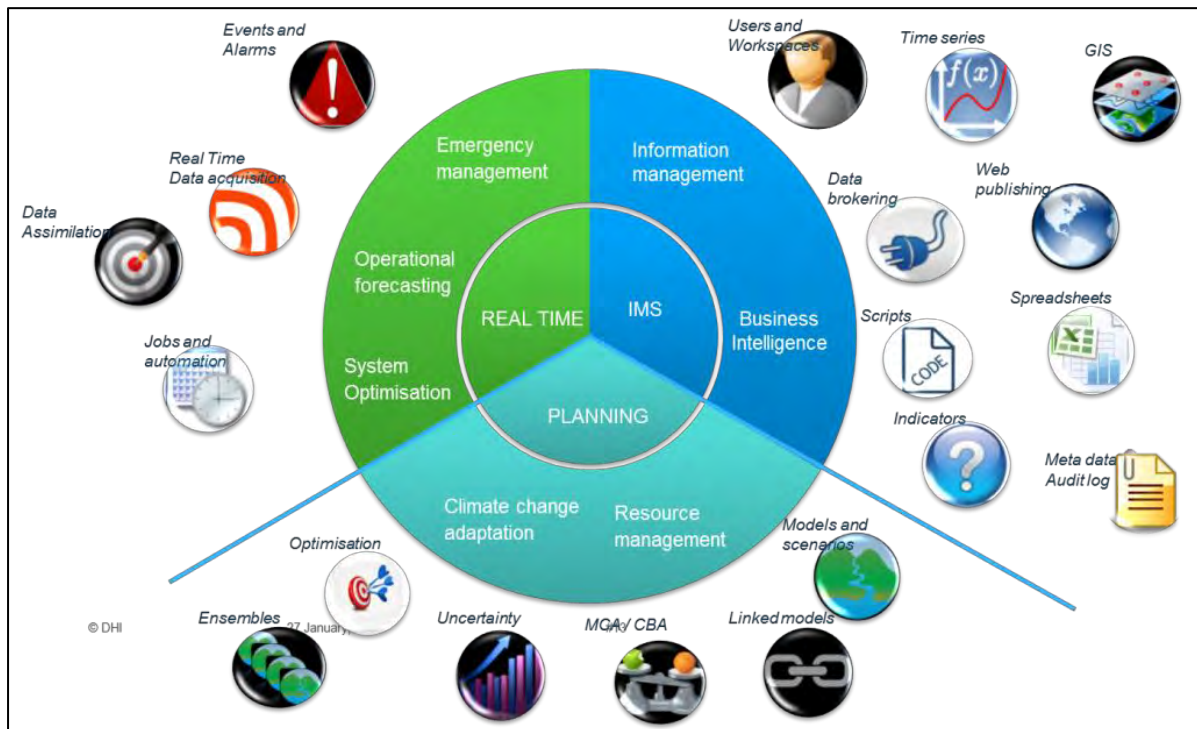 Events and
Alarms
Users and
Workspaces
Time series
f(x)
GIS
Real Time
Data acquisition
Data
Assimilation
Emergency
management
Information
management
Data
brokering
Web
publishing
Operational
forecasting
REAL TIME
IMS
Business
Intelligence
Scripts
CODE
Spreadsheets
Jobs and
automation
System
Optimisation
PLANNING
Indicators
?
Meta data
Audit log
Climate change
adaptation
Resource
management
Models and
scenarios
Optimisation
© DHI
Ensembles
27 January,
Uncertainty
MCA / CBA
Linked models